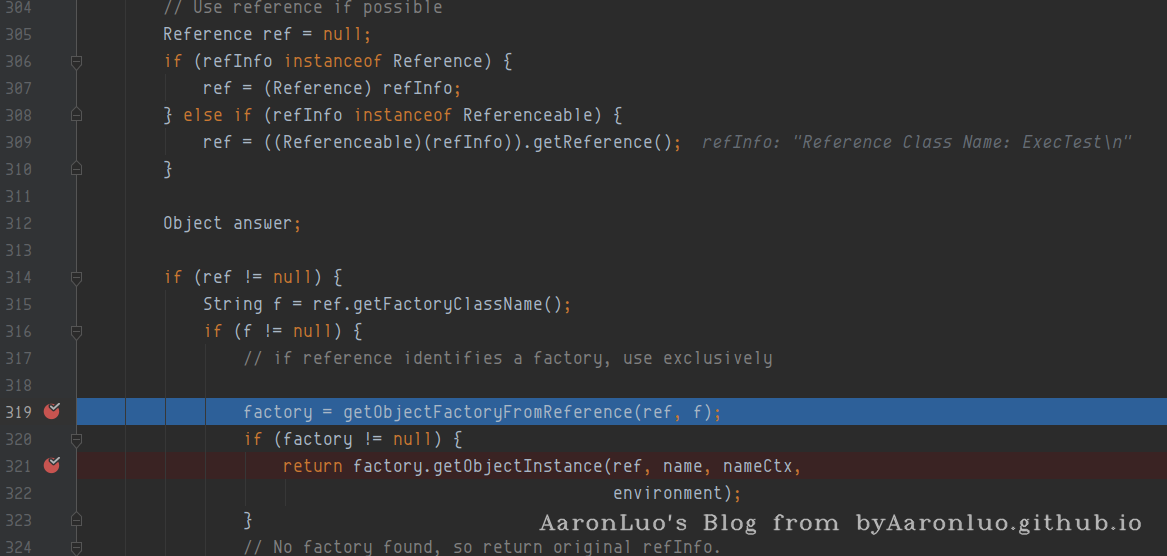 304 // Use reference if possible
305 Reference ref = null;
306 if (refInfo instanceof Reference) {
307 ref = (Reference) refInfo;
308 } else if (refInfo instanceof Referenceable) {
309 ref = ((Referenceable)(refInfo)).getReference(); refInfo: "Reference Class Name: ExecTest\n"
310 }
311
312 Object answer;
313
314 if (ref != null) {
315 String f = ref.getFactoryClassName();
316 if (f != null) {
317 // if reference identifies a factory, use exclusively
318
319 factory = getObjectFactoryFromReference(ref, f);
320 if (factory != null) {
321 return factory.getObjectInstance(ref, name, nameCtx,
322 environment);
323 }
AaronLuo's Blog from byAaronluo.github.io
324 // No factory found, so return original refInfo.